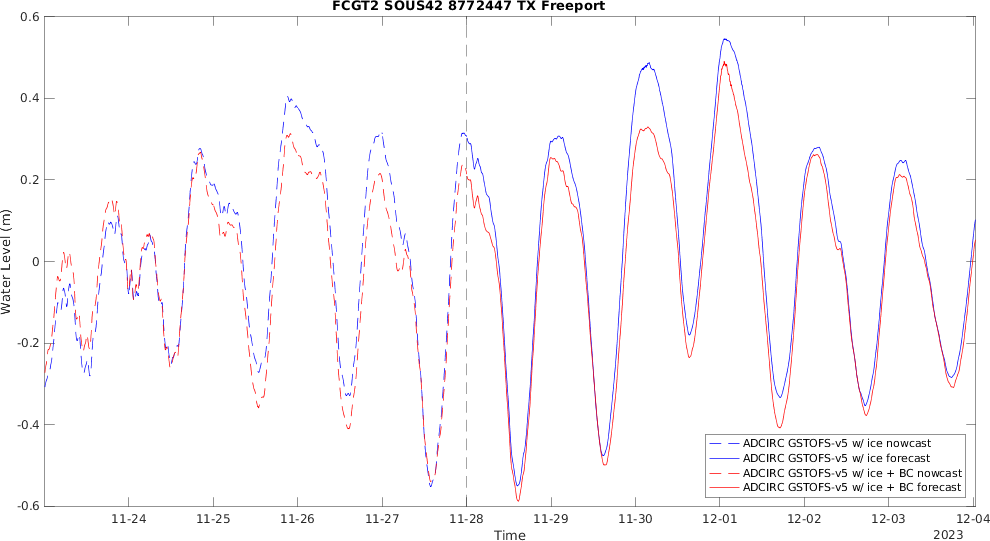 FCGT2 SOUS42 8772447 TX Freeport
0.6
0.4
0.2
0
-0.2
-0.4
-0.6
Water Level (m)
11-24 11-25 11-26 11-27 11-28 11-29 11-30 12-01 12-02 12-03 12-04
Time
2023
ADCIRC GSTOFS-v5 w/ ice nowcast
ADCIRC GSTOFS-v5 w/ ice forecast
ADCIRC GSTOFS-v5 w/ ice + BC nowcast
ADCIRC GSTOFS-v5 w/ ice + BC forecast